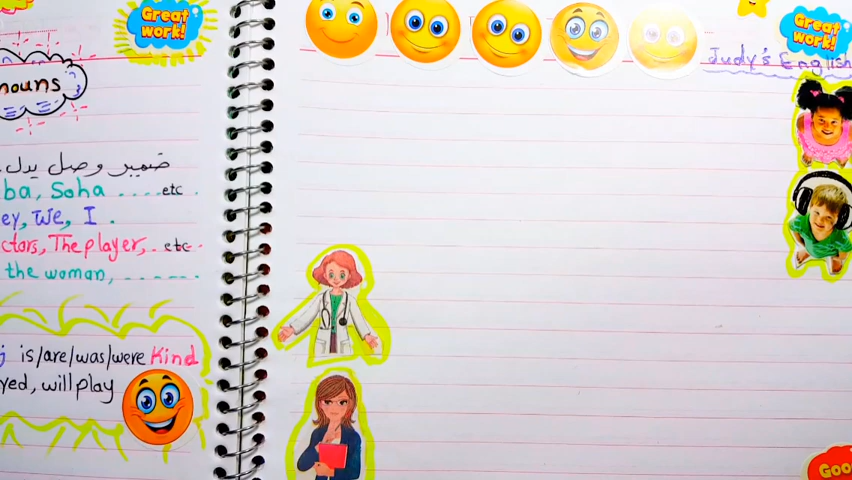 Great
work!
nouns
ضمير وصل يدل
ba, Soha ....etc.
ey, We, I.
ctors, The player, ..etc..
the woman, ------
is/are/was/were Kind
yed, will play
Great
work!
Judy's English
Goo